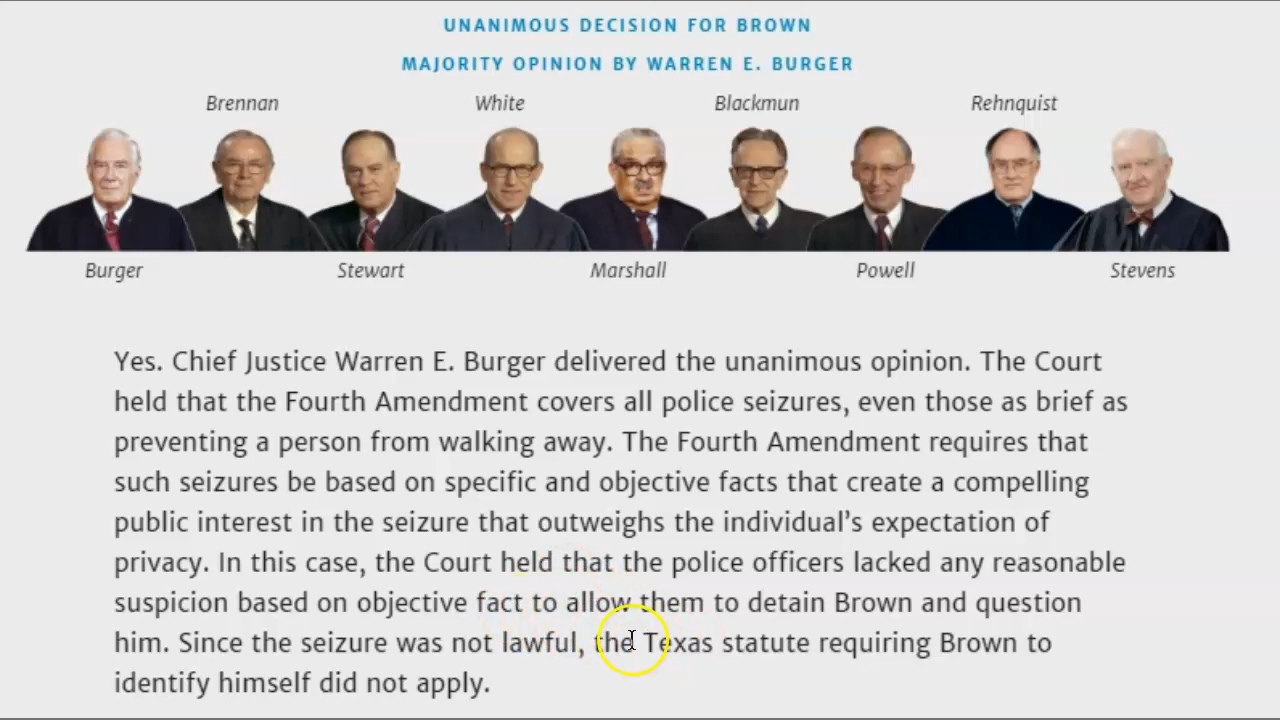 UNANIMOUS DECISION FOR BROWN
MAJORITY OPINION BY WARREN E. BURGER
Brennan White Blackmun Rehnquist
Burger Stewart Marshall Powell Stevens
Yes. Chief Justice Warren E. Burger delivered the unanimous opinion. The Court
held that the Fourth Amendment covers all police seizures, even those as brief as
preventing a person from walking away. The Fourth Amendment requires that
such seizures be based on specific and objective facts that create a compelling
public interest in the seizure that outweighs the individual’s expectation of
privacy. In this case, the Court held that the police officers lacked any reasonable
suspicion based on objective fact to allow them to detain Brown and question
him. Since the seizure was not lawful, the Texas statute requiring Brown to
identify himself did not apply.